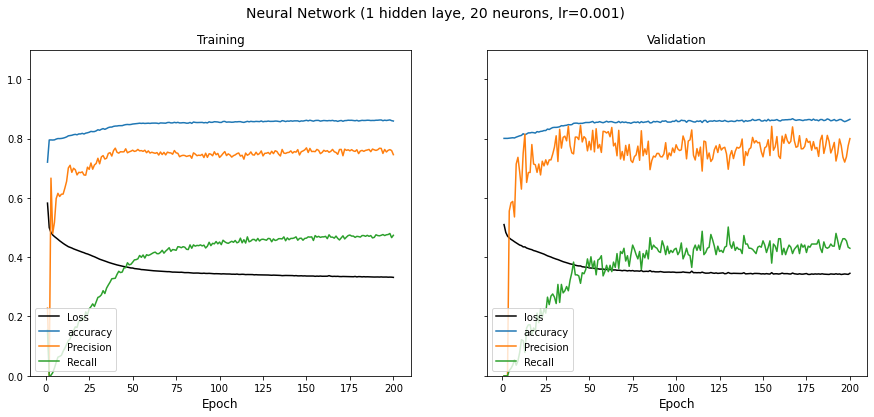 Neural Network (1 hidden laye, 20 neurons, lr=0.001)
Training
1.0
0.8
0.6
0.4
0.2
0.0
Loss
accuracy
Precision
Recall
0 25 50 75 100 125 150 175 200
Epoch
Validation
loss
accuracy
Precision
Recall
0 25 50 75 100 125 150 175 200
Epoch